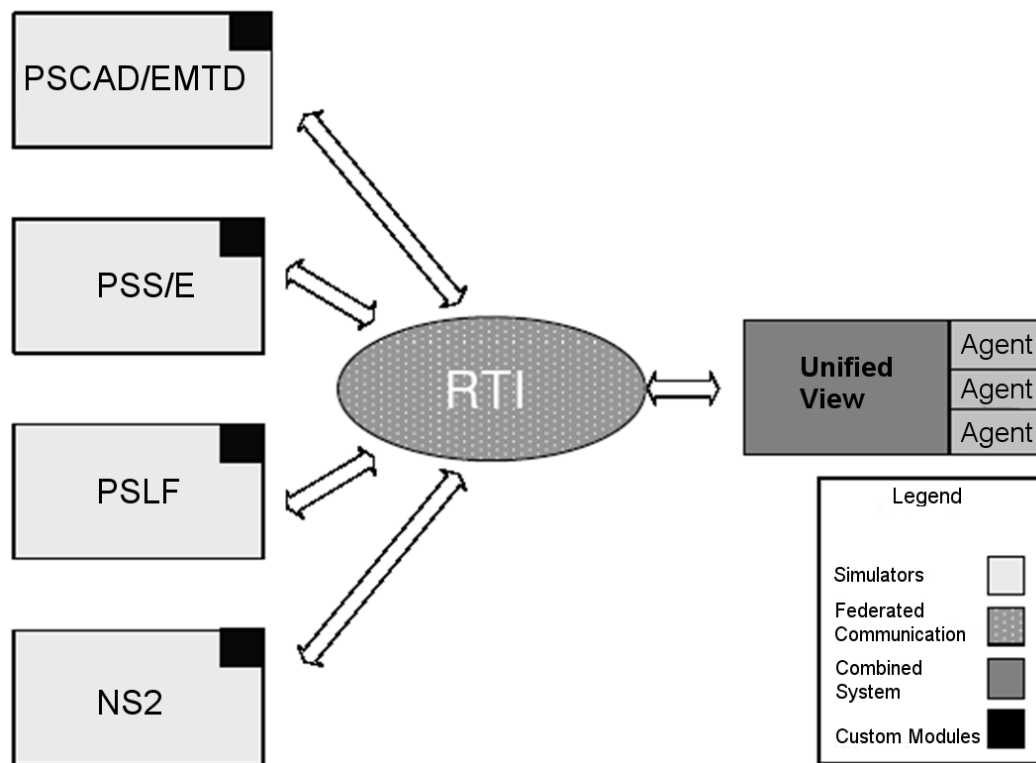 PSCAD/EMTD
PSS/E
PSLF
NS2
RTI
Unified
View
Agent
Agent
Agent
Legend
Simulators
Federated
Communication
Combined
System
Custom Modules